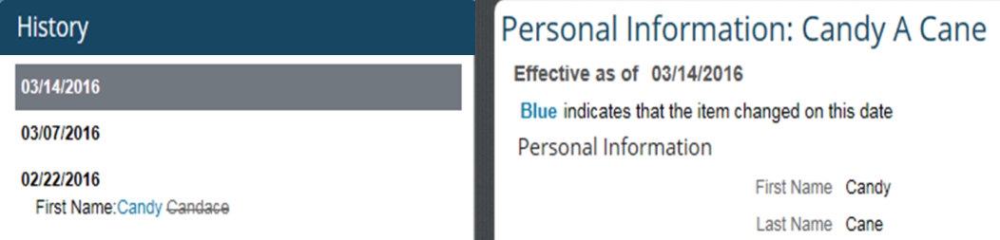 History
03/14/2016
03/07/2016
02/22/2016
First Name:Candy Candace
Personal Information: Candy A Cane
Effective as of 03/14/2016
Blue indicates that the item changed on this date
Personal Information
First Name Candy
Last Name Cane